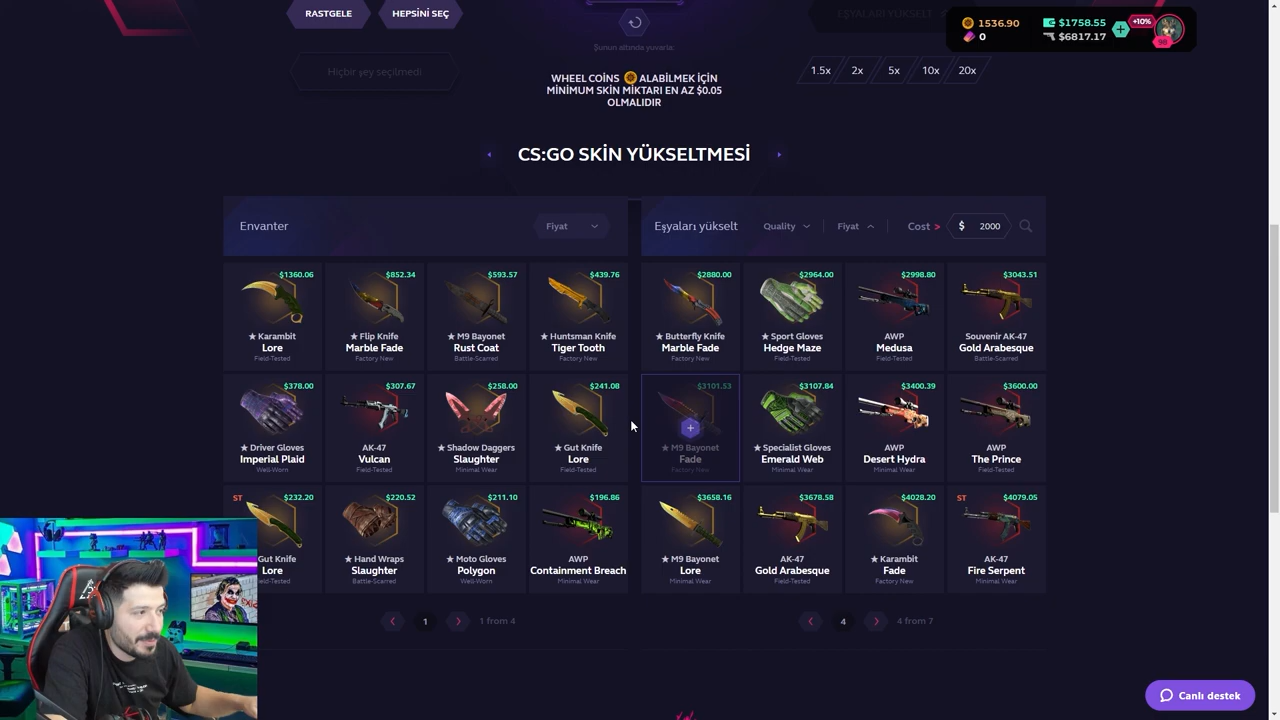 RASTGELE
HEPSİNİ SEÇ
EŞYALARI YÜKSELT
1536.90
0
$1758.55
$6817.17
+10%
Şunun altında yuvarla:
Hiçbir şey seçilmedi
WHEEL COİNS ALABİLMEK İÇİN
MİNİMUM SKİN MİKTARI EN AZ $0.05
OLMALIDIR
1.5x
2x
5x
10x
20x
CS:GO SKİN YÜKSELTMESİ
Envanter
Fiyat
Eşyaları yükselt
Quality
Fiyat
Cost >
$ 2000
$1360.06
★ Karambit
Lore
Field-Tested
$852.34
★ Flip Knife
Marble Fade
Factory New
$593.57
★ M9 Bayonet
Rust Coat
Battle-Scarred
$439.76
★ Huntsman Knife
Tiger Tooth
Factory New
$378.00
★ Driver Gloves
Imperial Plaid
Well-Worn
$307.67
AK-47
Vulcan
Field-Tested
$258.00
★ Shadow Daggers
Slaughter
Minimal Wear
$241.08
★ Gut Knife
Lore
Field-Tested
ST
$232.20
Gut Knife
Lore
ield-Tested
$220.52
★ Hand Wraps
Slaughter
Battle-Scarred
$211.10
★ Moto Gloves
Polygon
Well-Worn
$196.86
AWP
Containment Breach
Minimal Wear
1
1 from 4
$2880.00
★ Butterfly Knife
Marble Fade
Factory New
$2964.00
★ Sport Gloves
Hedge Maze
Field-Tested
$2998.80
AWP
Medusa
Field-Tested
$3043.51
Souvenir AK-47
Gold Arabesque
Battle-Scarred
$3101.53
★ M9 Bayonet
Fade
Factory New
$3107.84
★ Specialist Gloves
Emerald Web
Minimal Wear
$3400.39
AWP
Desert Hydra
Minimal Wear
$3600.00
AWP
The Prince
Field-Tested
$3658.16
★ M9 Bayonet
Lore
Minimal Wear
$3678.58
AK-47
Gold Arabesque
Field-Tested
$4028.20
★ Karambit
Fade
Factory New
ST
$4079.05
AK-47
Fire Serpent
Minimal Wear
4
4 from 7
Canlı destek